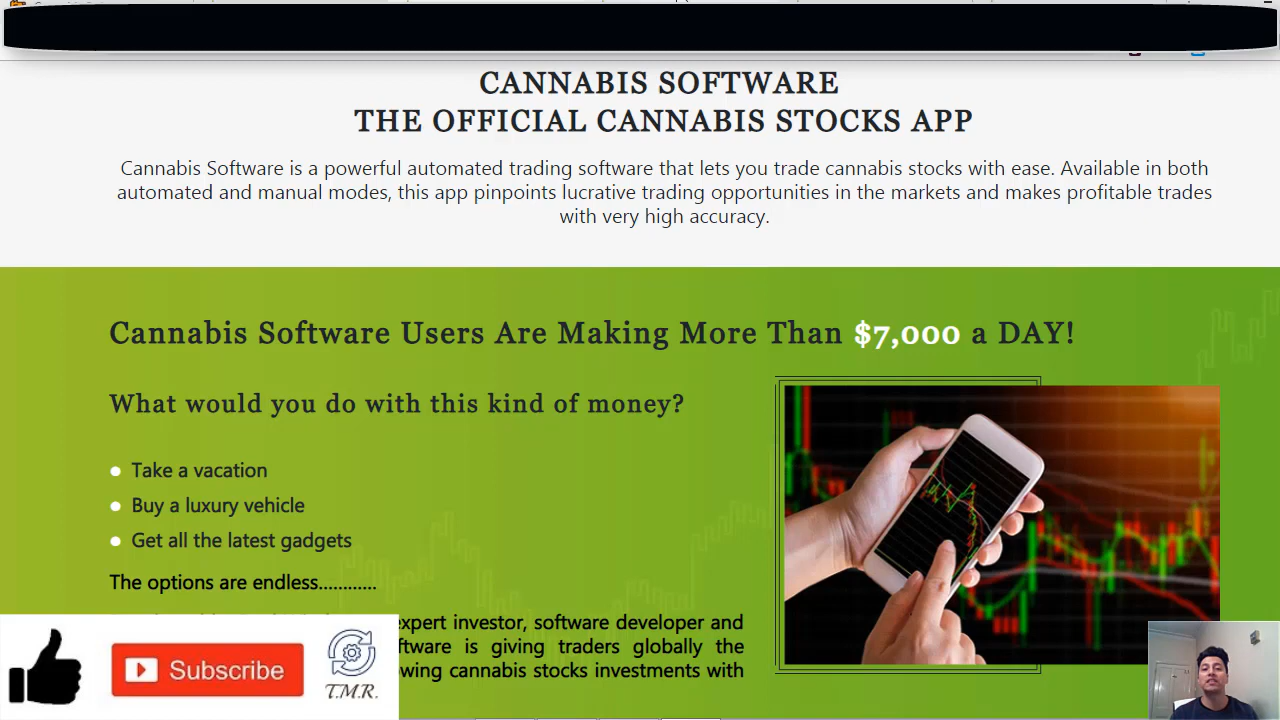 CANNABIS SOFTWARE
THE OFFICIAL CANNABIS STOCKS APP
Cannabis Software is a powerful automated trading software that lets you trade cannabis stocks with ease. Available in both
automated and manual modes, this app pinpoints lucrative trading opportunities in the markets and makes profitable trades
with very high accuracy.
Cannabis Software Users Are Making More Than $7,000 a DAY!
What would you do with this kind of money?
Take a vacation
Buy a luxury vehicle
Get all the latest gadgets
The options are endless............
expert investor, software developer and
is giving traders globally the
cannabis stocks investments with
Subscribe
T.M.R.